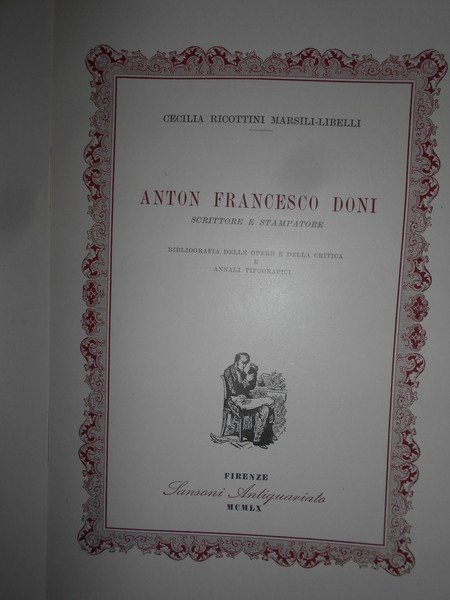 CECILIA RICOTTINI MARSILI-LIBELLI
ANTON FRANCESCO DONI
SCRITTORE E STAMPATORE
BIBLIOGRAFIA DELLE OPERE E DELLA CRITICA
E
ANNALI TIPOGRAFICI
FIRENZE
Sansoni Antiquariato
MCMLX